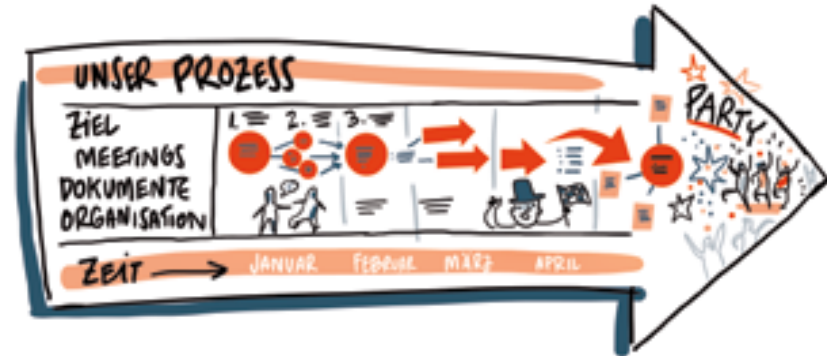 UNSER PROZESS
ZIEL
MEETINGS
DOKUMENTE
ORGANISATION
1. 2. 3.
PARTY
ZEIT
JANUAR FEBRUAR MÄRZ APRIL